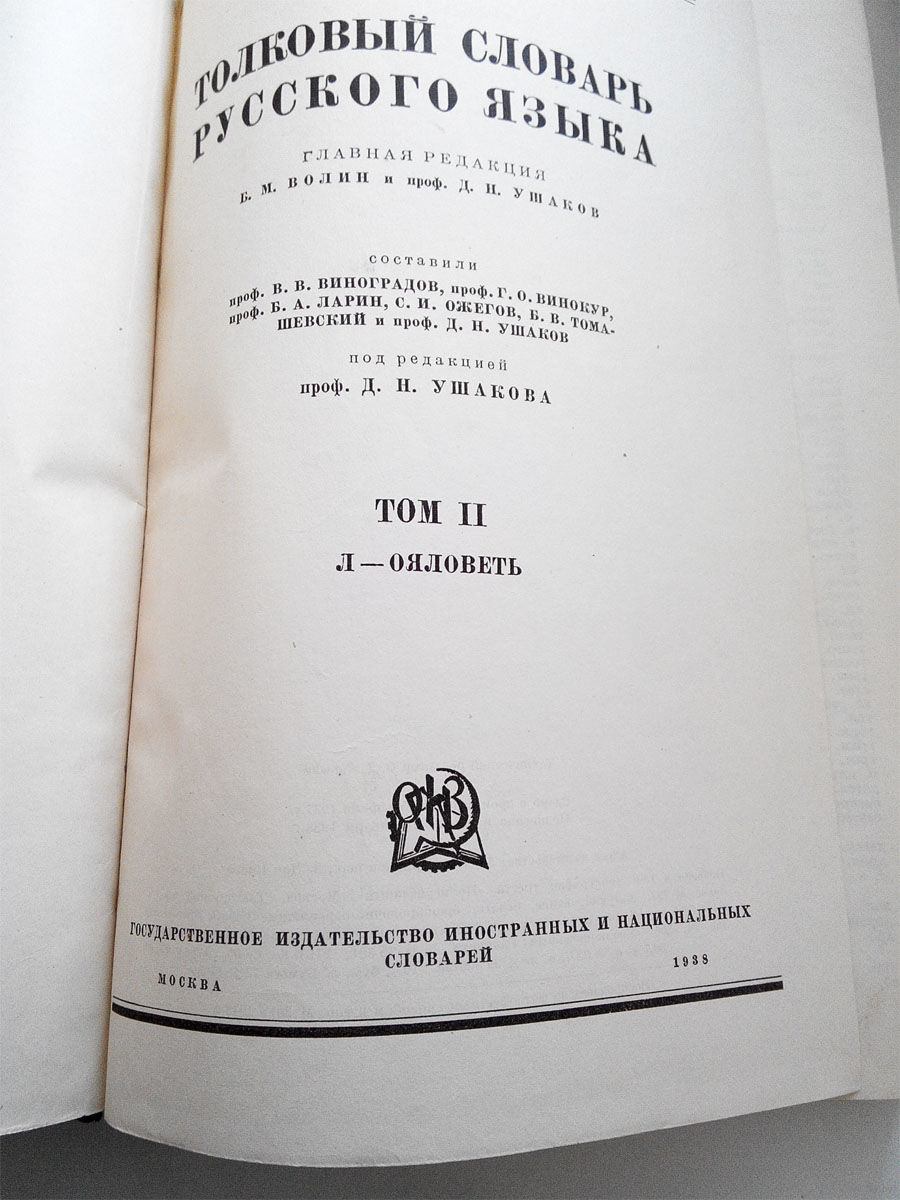 ТОЛКОВЫЙ СЛОВАРЬ
РУССКОГО ЯЗЫКА
ГЛАВНАЯ РЕДАКЦИЯ
Б. М. ВОЛИН и проф. Д. Н. УШАКОВ
составили
проф. В. В. ВИНОГРАДОВ, проф. Г. О. ВИНОКУР,
проф. Б. А. ЛАРИН, С. И. ОЖЕГОВ, Б. В. ТОМА-
ШЕВСКИЙ и проф. Д. Н. УШАКОВ
под редакцией
проф. Д. Н. УШАКОВА
ТОМ II
Л — ОЯЛОВЕТЬ
ГОСУДАРСТВЕННОЕ ИЗДАТЕЛЬСТВО ИНОСТРАННЫХ И НАЦИОНАЛЬНЫХ
СЛОВАРЕЙ
МОСКВА 1938